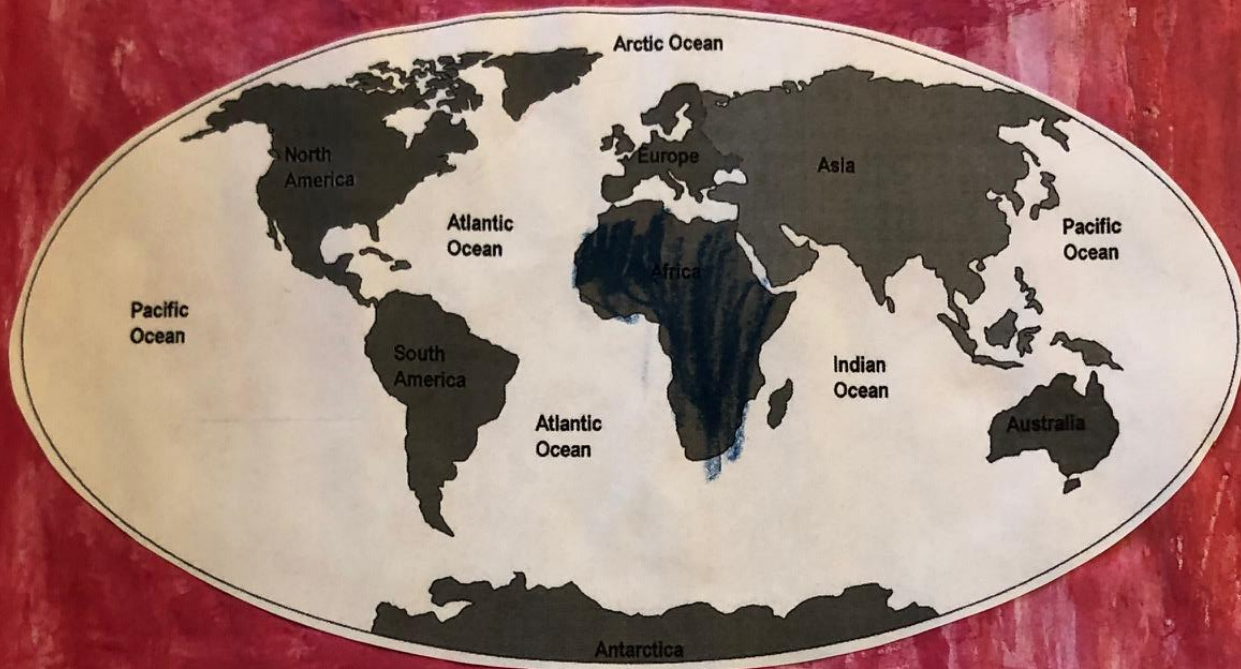 Arctic Ocean
North
America
Europe
Asia
Atlantic
Ocean
Pacific
Ocean
Africa
Pacific
Ocean
South
America
Indian
Ocean
Atlantic
Ocean
Australia
Antarctica